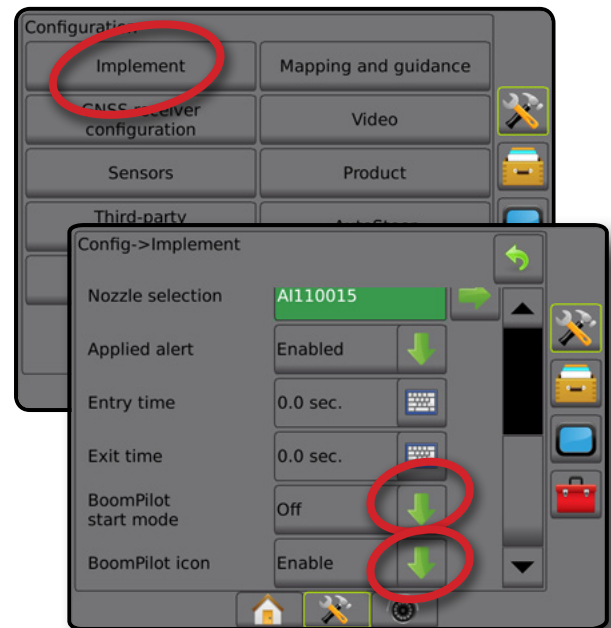 Configuration
Implement
Mapping and guidance
GNSS receiver
configuration
Video
Sensors
Product
Third-party
Config->Implement
Nozzle selection
AI110015
Applied alert
Enabled
Entry time
0.0 sec.
Exit time
0.0 sec.
BoomPilot
start mode
Off
BoomPilot icon
Enable